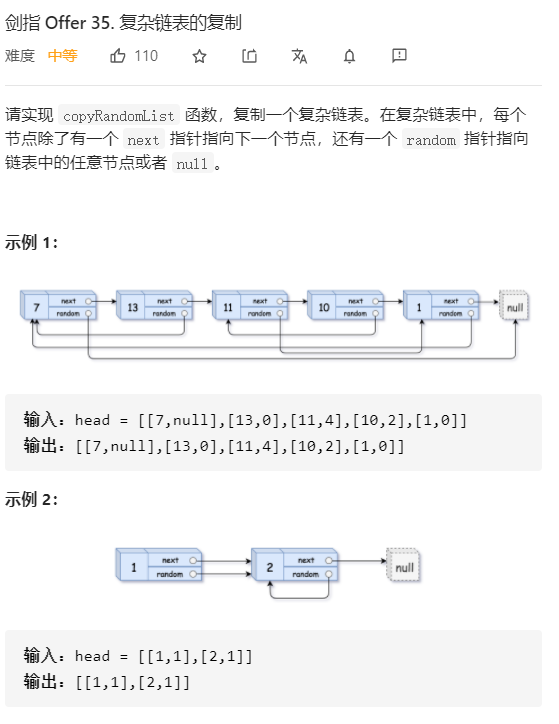 剑指 Offer 35. 复杂链表的复制
难度 中等 110
请实现 copyRandomList 函数，复制一个复杂链表。在复杂链表中，每个
节点除了有一个 next 指针指向下一个节点，还有一个 random 指针指向
链表中的任意节点或者 null 。
示例 1：
7 next random 13 next random 11 next random 10 next random 1 next random null
输入：head = [[7,null],[13,0],[11,4],[10,2],[1,0]]
输出：[[7,null],[13,0],[11,4],[10,2],[1,0]]
示例 2：
1 next random 2 next random null
输入：head = [[1,1],[2,1]]
输出：[[1,1],[2,1]]